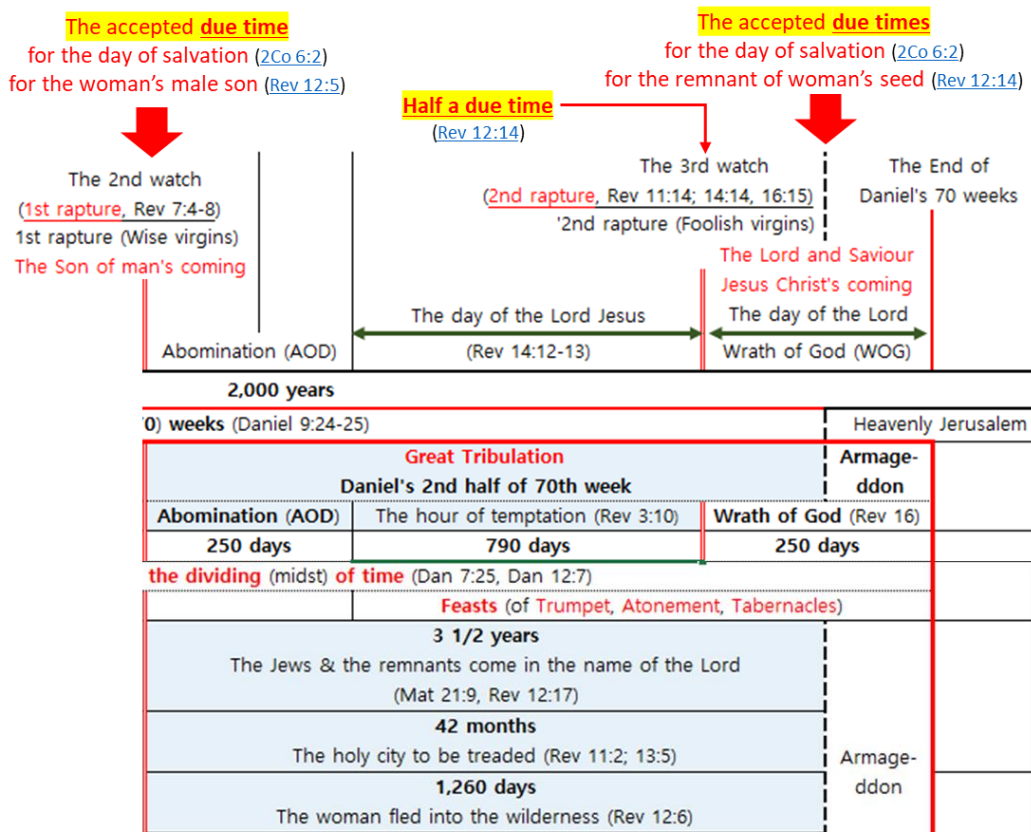 The accepted due time
for the day of salvation (2Co 6:2)
for the woman's male son (Rev 12:5)
The accepted due times
for the day of salvation (2Co 6:2)
for the remnant of woman's seed (Rev 12:14)
Half a due time
(Rev 12:14)
The 2nd watch
(1st rapture, Rev 7:4-8)
1st rapture (Wise virgins)
The Son of man's coming
The 3rd watch
(2nd rapture, Rev 11:14; 14:14, 16:15)
'2nd rapture (Foolish virgins)
The Lord and Saviour
Jesus Christ's coming
The End of
Daniel's 70 weeks
Abomination (AOD)
The day of the Lord Jesus
(Rev 14:12-13)
The day of the Lord
Wrath of God (WOG)
2,000 years
'0) weeks (Daniel 9:24-25)
Heavenly Jerusalem
Great Tribulation
Daniel's 2nd half of 70th week
Armage-
ddon
Abomination (AOD)
The hour of temptation (Rev 3:10)
Wrath of God (Rev 16)
250 days
790 days
250 days
the dividing (midst) of time (Dan 7:25, Dan 12:7)
Feasts (of Trumpet, Atonement, Tabernacles)
3 1/2 years
The Jews & the remnants come in the name of the Lord
(Mat 21:9, Rev 12:17)
42 months
The holy city to be treaded (Rev 11:2; 13:5)
Armage-
ddon
1,260 days
The woman fled into the wilderness (Rev 12:6)